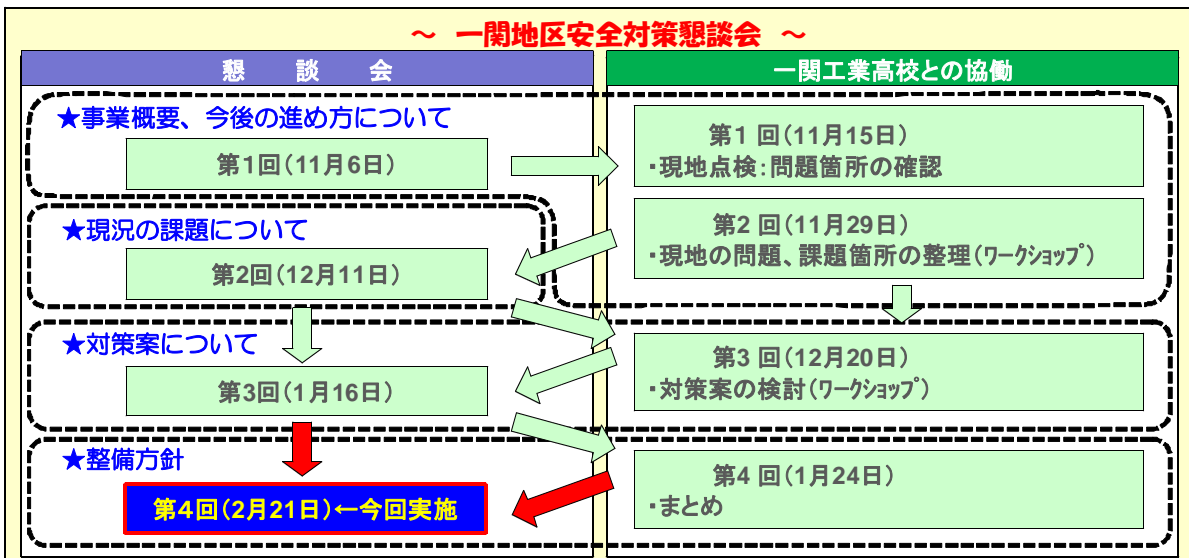 ～ 一関地区安全対策懇談会 ～
懇 談 会
★事業概要、今後の進め方について
第1回（11月6日）
★現況の課題について
第2回（12月11日）
★対策案について
第3回（1月16日）
★整備方針
第4回（2月21日）←今回実施
一関工業高校との協働
第1 回（11月15日）
・現地点検：問題箇所の確認
第2 回（11月29日）
・現地の問題、課題箇所の整理（ﾜｰｸｼｮｯﾌﾟ）
第3 回（12月20日）
・対策案の検討（ﾜｰｸｼｮｯﾌﾟ）
第4 回（1月24日）
・まとめ